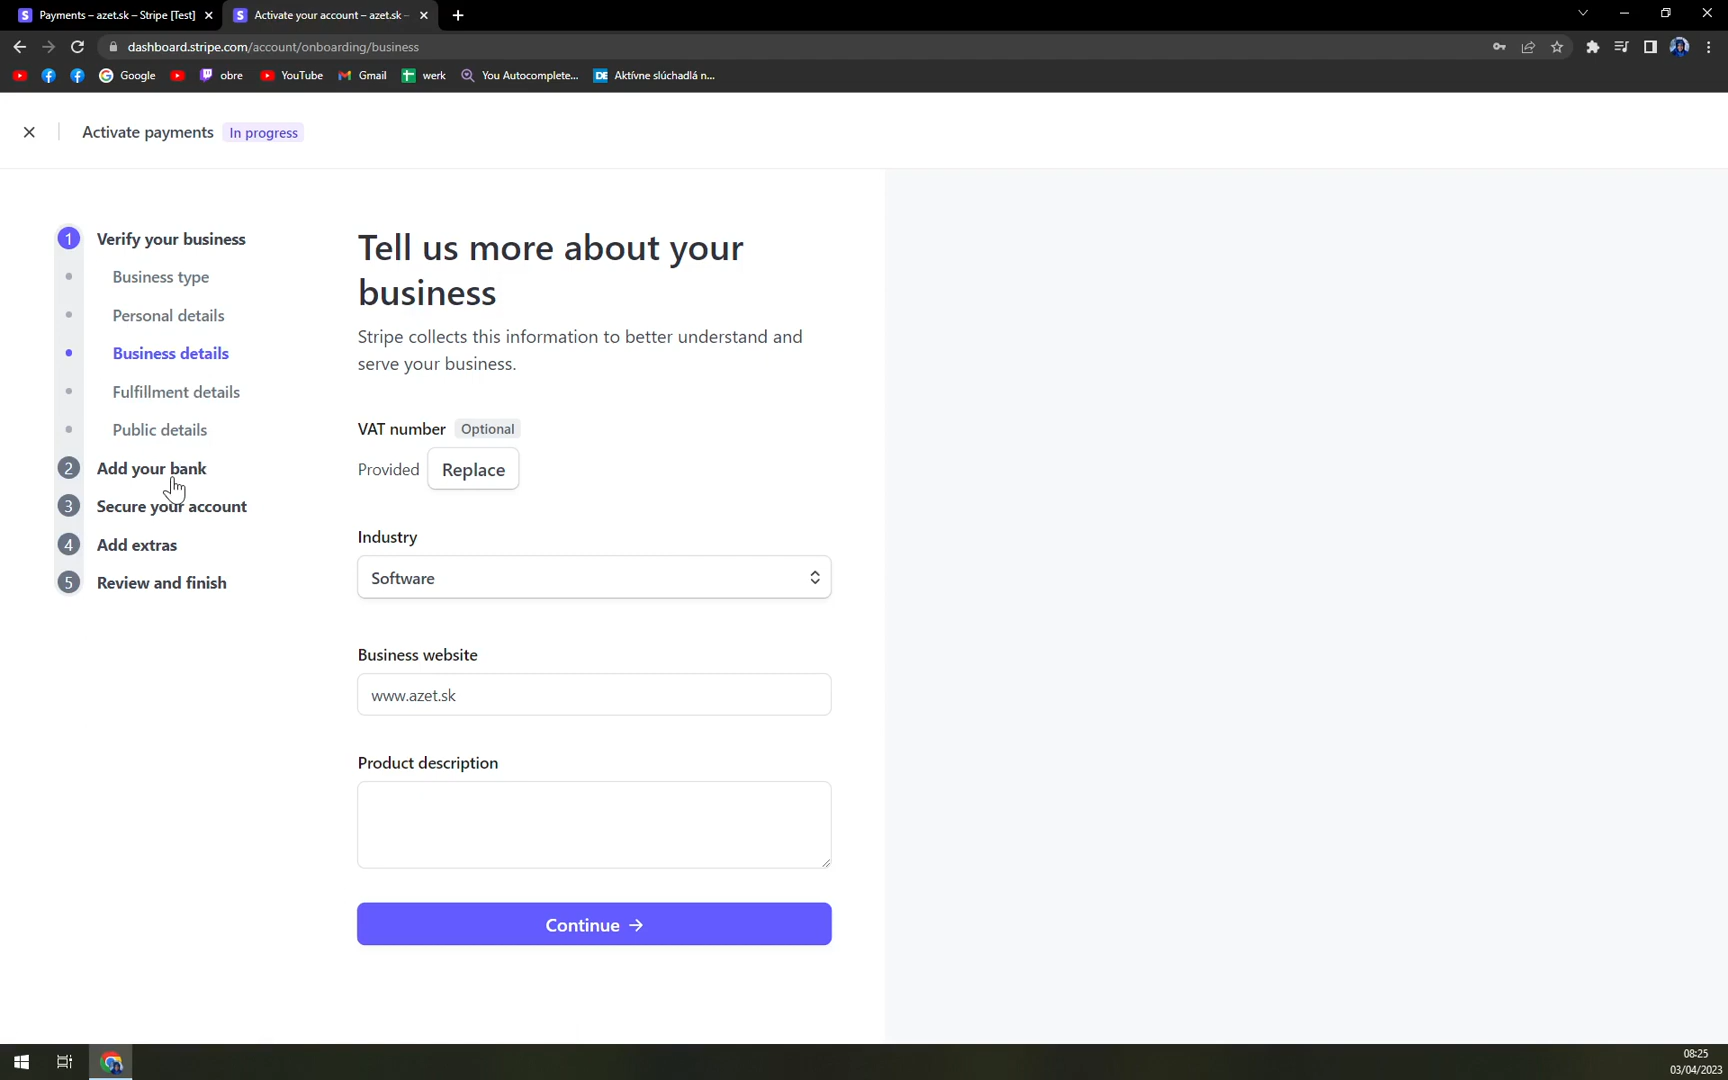 Payments – azet.sk – Stripe [Test]
Activate your account – azet.sk -
dashboard.stripe.com/account/onboarding/business
Google
obre
YouTube
Gmail
werk
You Autocomplete...
DE
Aktívne slúchadlá n...
Activate payments
In progress
1 Verify your business
Business type
Personal details
Business details
Fulfillment details
Public details
2 Add your bank
3 Secure your account
4 Add extras
5 Review and finish
Tell us more about your
business
Stripe collects this information to better understand and
serve your business.
VAT number Optional
Provided Replace
Industry
Software
Business website
www.azet.sk
Product description
Continue →
08:25
03/04/2023